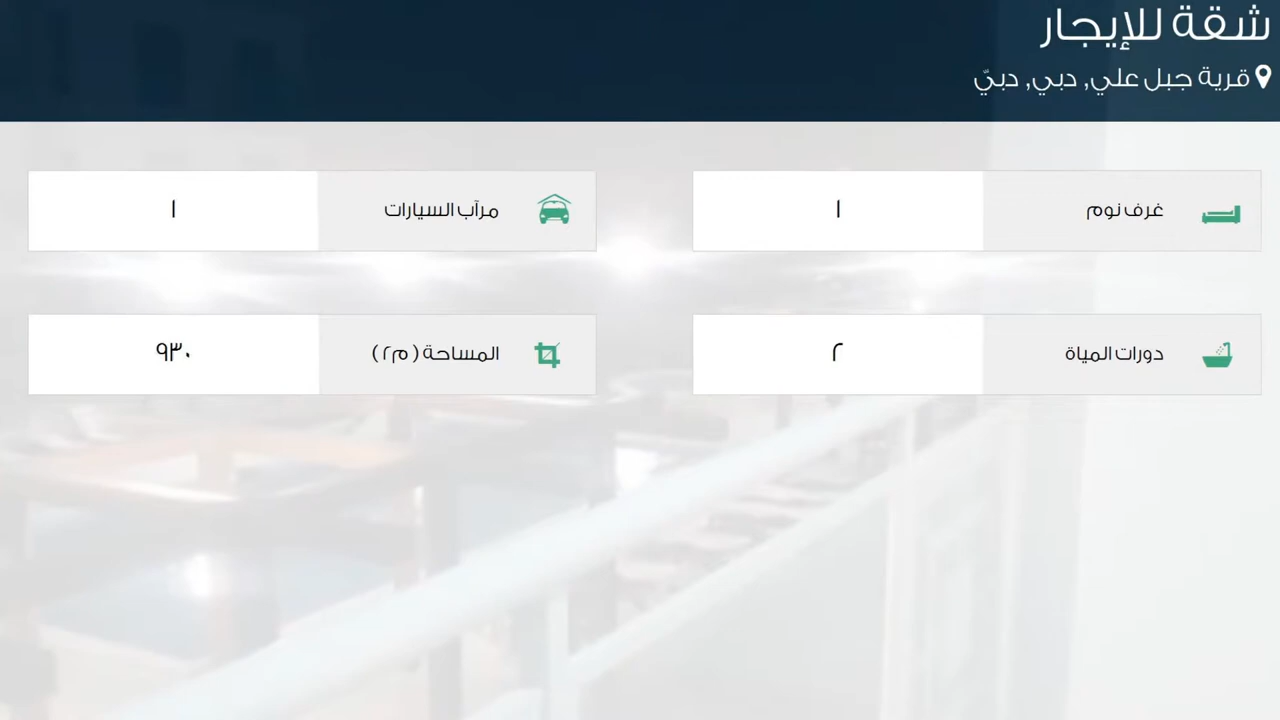 شقة للإيجار
قرية جبل علي, دبي, دبيّ
غرف نوم
١
مرآب السيارات
١
دورات المياة
٢
المساحة ( م٢ )
٩٣٠